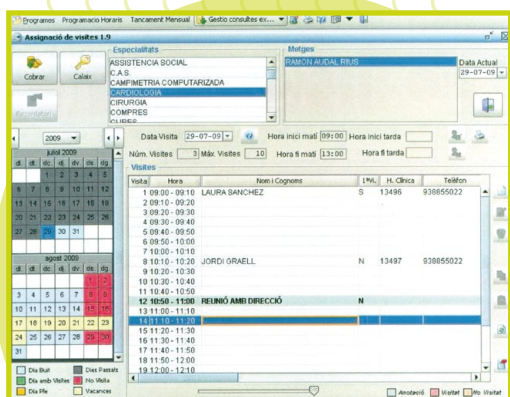 Programos Programacio Horaris Tancament Mensual Gestio consultes ex...
Assignació de visites 1.9
Especialitats
Metges
Cobrar
Calaix
ASSISTENCIA SOCIAL
C.A.S.
CAMPIMETRIA COMPUTARIZADA
CARDIOLOGIA
CIRURGIA
COMPRES
CURES
RAMON AUDAL RIUS
Data Actual
29-07-09
2009
Data Visita 29-07-09 Hora inici matí 09:00 Hora inici tarda
Núm. Visites 3 Màx. Visites 10 Hora fi matí 13:00 Hora fi tarda
juliol 2009
dl. dt. dc. dj. dv. ds. dg.
1 2 3 4 5
6 7 8 9 10 11 12
13 14 15 16 17 18 19
20 21 22 23 24 25 26
27 28 29 30 31
agost 2009
dl. dt. dc. dj. dv. ds. dg.
1 2
3 4 5 6 7 8 9
10 11 12 13 14 15 16
17 18 19 20 21 22 23
24 25 26 27 28 29 30
31
Dia Buit Dies Passats
Dia amb Visites No Visita
Dia Ple Vacances
Visites
Visita Hora Nom i Cognoms 1ªVi. H. Clínica Telèfon
1 09:00 - 09:10 LAURA SANCHEZ S 13496 938855022
2 09:10 - 09:20
3 09:20 - 09:30
4 09:30 - 09:40
5 09:40 - 09:50
6 09:50 - 10:00
7 10:00 - 10:10
8 10:10 - 10:20 JORDI GRAELL N 13497 938855022
9 10:20 - 10:30
10 10:30 - 10:40
11 10:40 - 10:50
12 10:50 - 11:00 REUNIÓ AMB DIRECCIÓ N
13 11:00 - 11:10
14 11:10 - 11:20
15 11:20 - 11:30
16 11:30 - 11:40
17 11:40 - 11:50
18 11:50 - 12:00
19 12:00 - 12:10
Anotació Visitat No Visitat